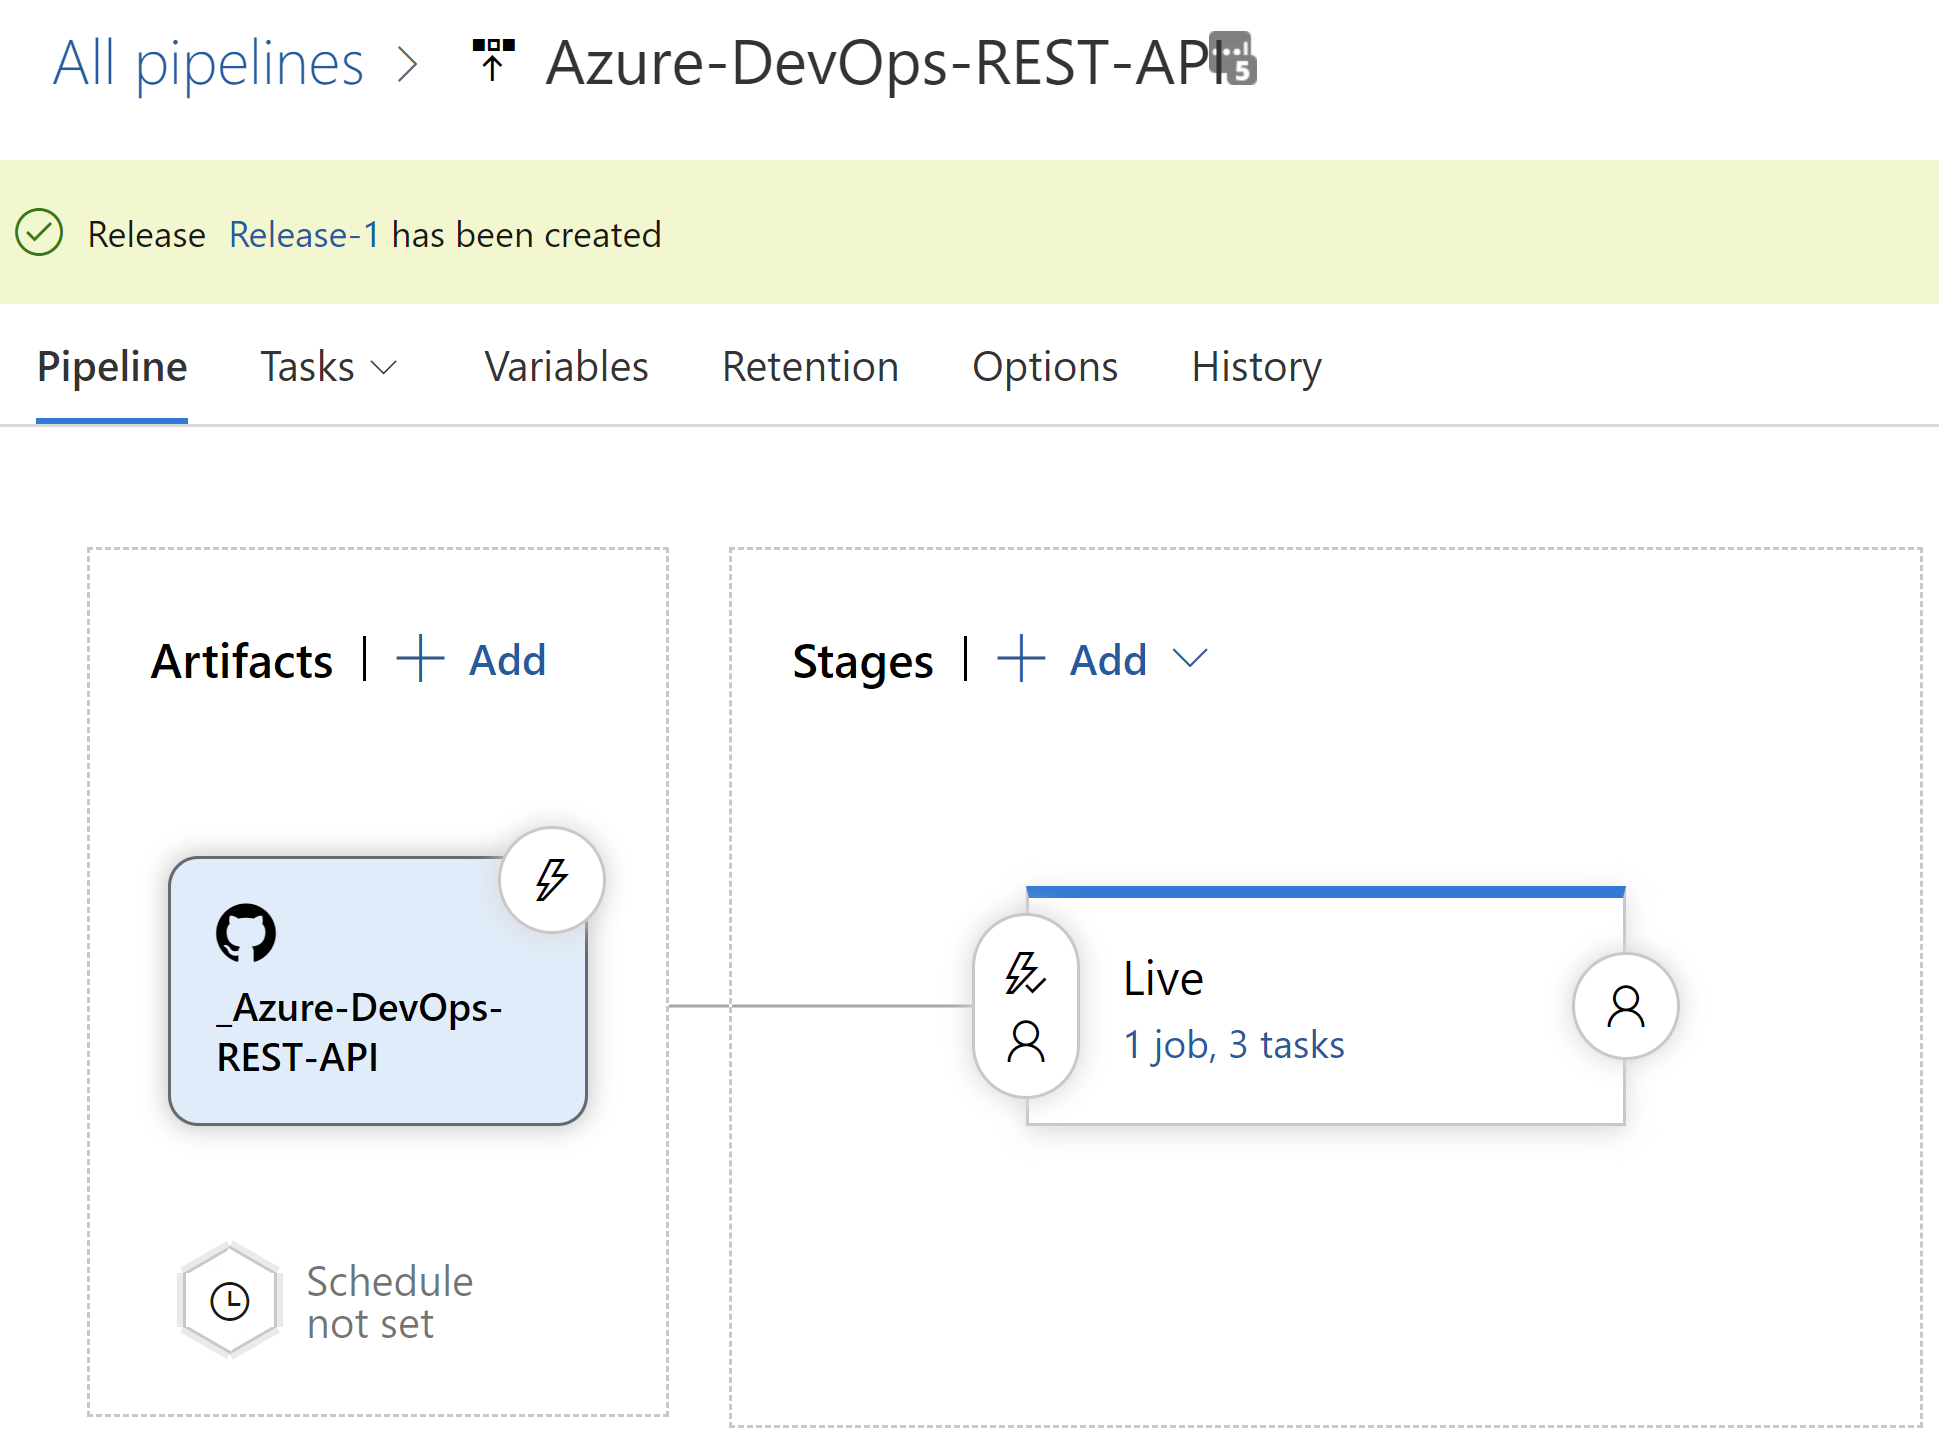 All pipelines > Azure-DevOps-REST-API
5
Release Release-1 has been created
Pipeline Tasks Variables Retention Options History
Artifacts | + Add
Stages | + Add
_Azure-DevOps-
REST-API
Live
1 job, 3 tasks
Schedule
not set